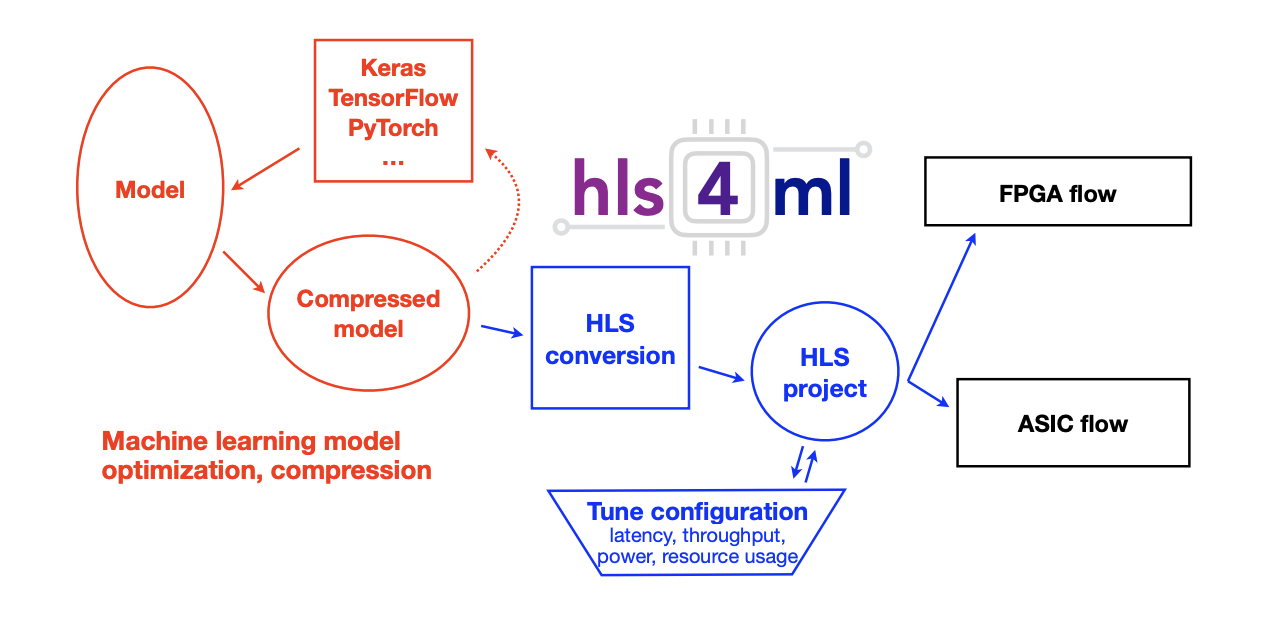 Keras
TensorFlow
PyTorch
...
Model
Compressed
model
Machine learning model
optimization, compression
hls 4 ml
HLS
conversion
HLS
project
Tune configuration
latency, throughput,
power, resource usage
FPGA flow
ASIC flow